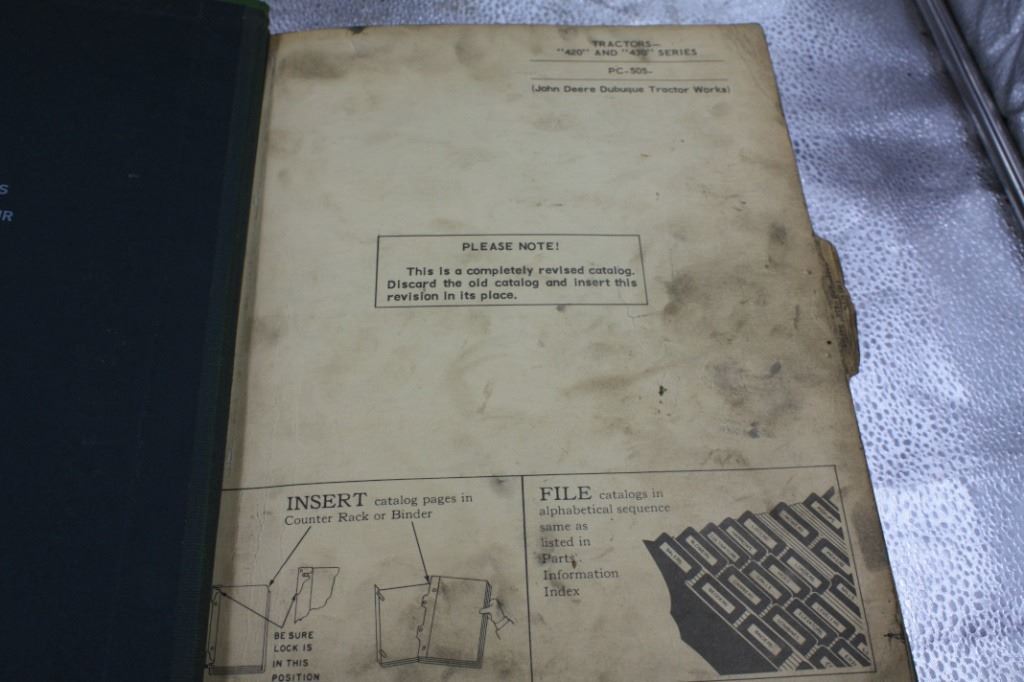 TRACTORS—
"420" AND "430" SERIES
PC-505-
(John Deere Dubuque Tractor Works)
PLEASE NOTE!
This is a completely revised catalog.
Discard the old catalog and insert this
revision in its place.
INSERT catalog pages in
Counter Rack or Binder
BE SURE
LOCK IS
IN THIS
POSITION
FILE catalogs in
alphabetical sequence
same as
listed in
Parts
Information
Index